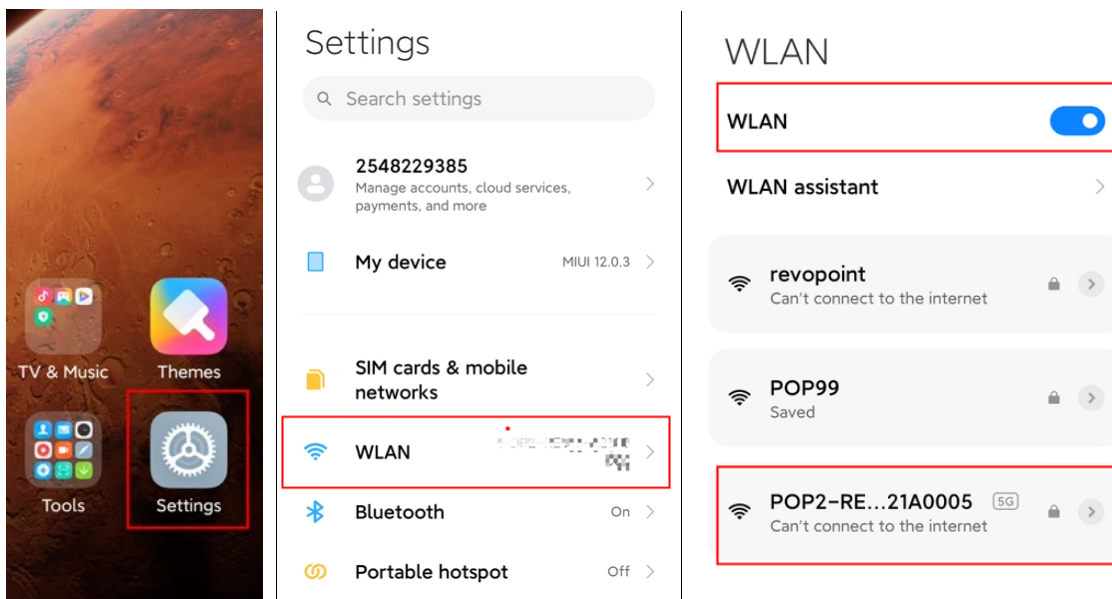 TV & Music
Themes
Tools
Settings
Settings
Search settings
2548229385
Manage accounts, cloud services,
payments, and more
My device
MIUI 12.0.3
SIM cards & mobile
networks
WLAN
Bluetooth
On
Portable hotspot
Off
WLAN
WLAN
WLAN assistant
revopoint
Can't connect to the internet
POP99
Saved
POP2-RE...21A0005
5G
Can't connect to the internet